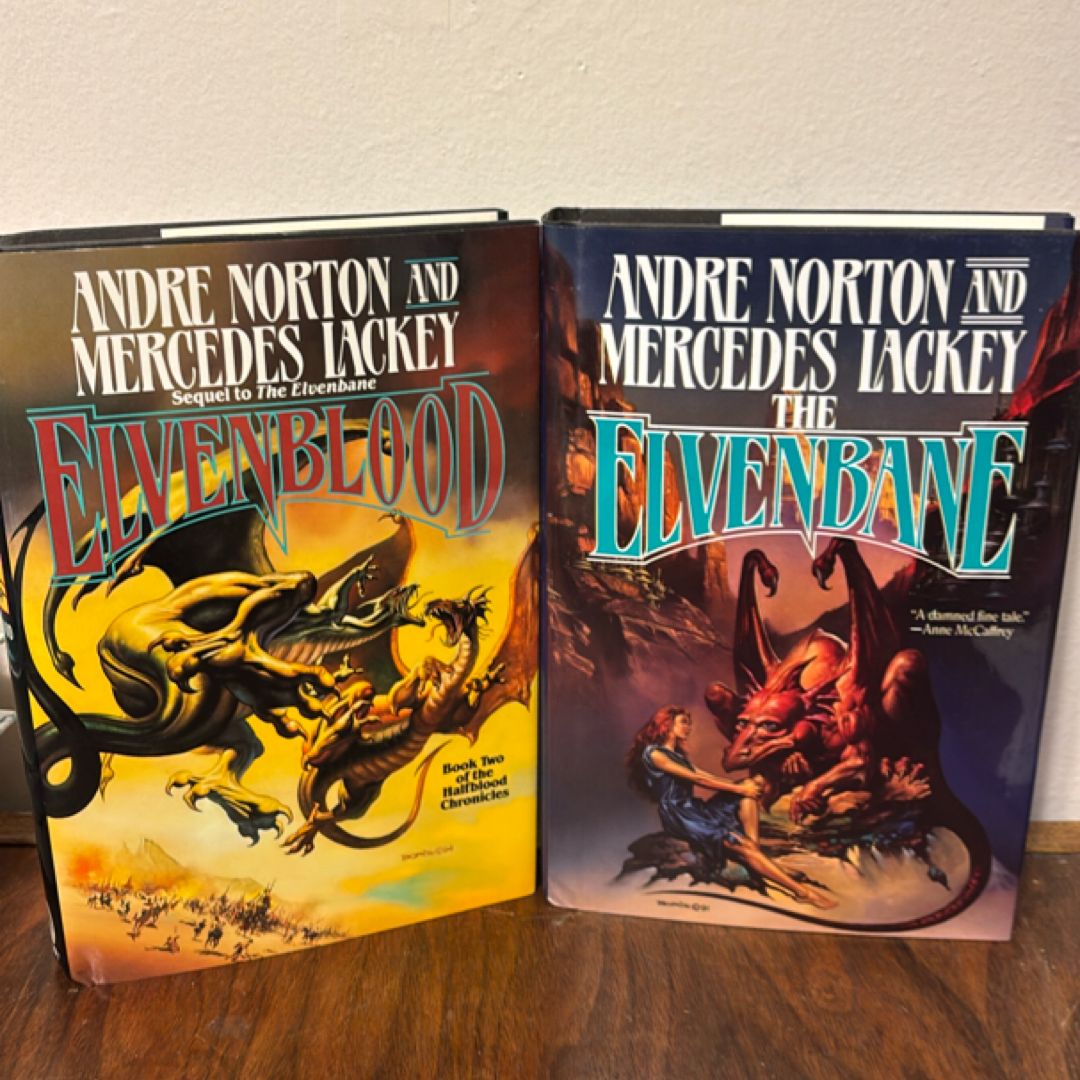 ANDRE NORTON AND
MERCEDES LACKEY
Sequel to The Elvenbane
ELVENBLOOD
Book Two
of the
Halfblood
Chronicles
ANDRE NORTON AND
MERCEDES LACKEY
THE
ELVENBANE
"A damned fine tale."
—Anne McCaffrey